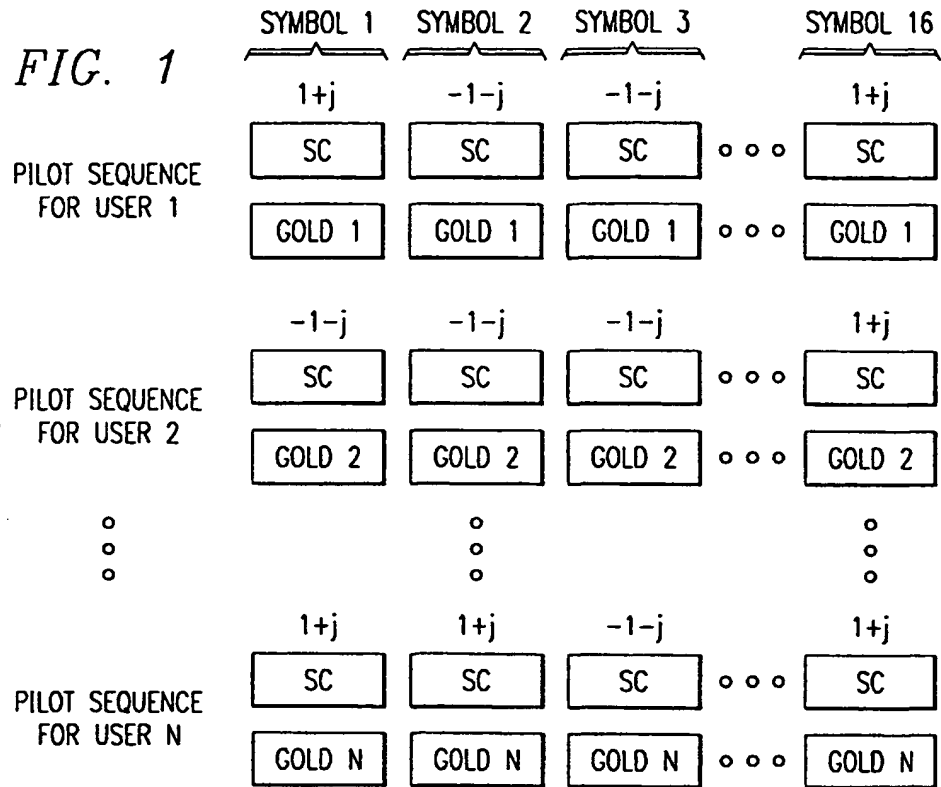 FIG. 1
SYMBOL 1 SYMBOL 2 SYMBOL 3 SYMBOL 16
1+j -1-j -1-j 1+j
PILOT SEQUENCE
FOR USER 1
SC SC SC SC
GOLD 1 GOLD 1 GOLD 1 GOLD 1
-1-j -1-j -1-j 1+j
PILOT SEQUENCE
FOR USER 2
SC SC SC SC
GOLD 2 GOLD 2 GOLD 2 GOLD 2
1+j 1+j -1-j 1+j
PILOT SEQUENCE
FOR USER N
SC SC SC SC
GOLD N GOLD N GOLD N GOLD N